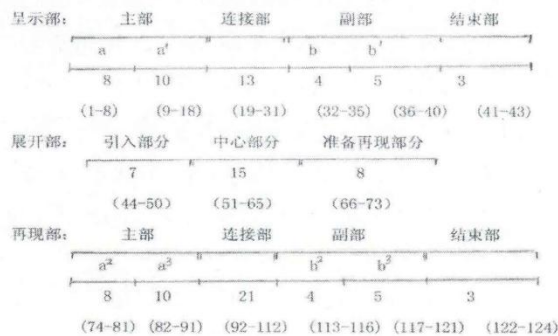 呈示部： 主部 连接部 副部 结束部
a a′ b b′
8 10 13 4 5 3
(1-8) (9-18) (19-31) (32-35) (36-40) (41-43)
展开部： 引入部分 中心部分 准备再现部分
7 15 8
(44-50) (51-65) (66-73)
再现部： 主部 连接部 副部 结束部
a² a³ b² b³
8 10 21 4 5 3
(74-81) (82-91) (92-112) (113-116) (117-121) (122-124)